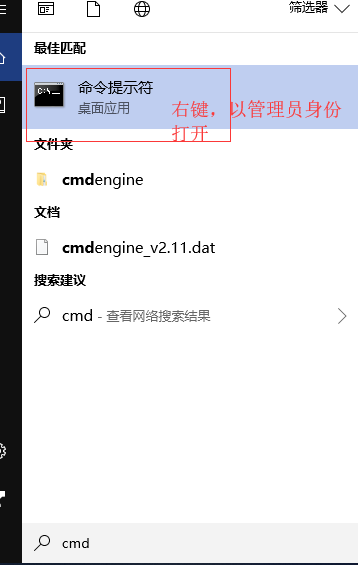 筛选器
最佳匹配
命令提示符
桌面应用
右键，以管理员身份
打开
文件夹
cmdengine
文档
cmdengine_v2.11.dat
搜索建议
cmd - 查看网络搜索结果
cmd